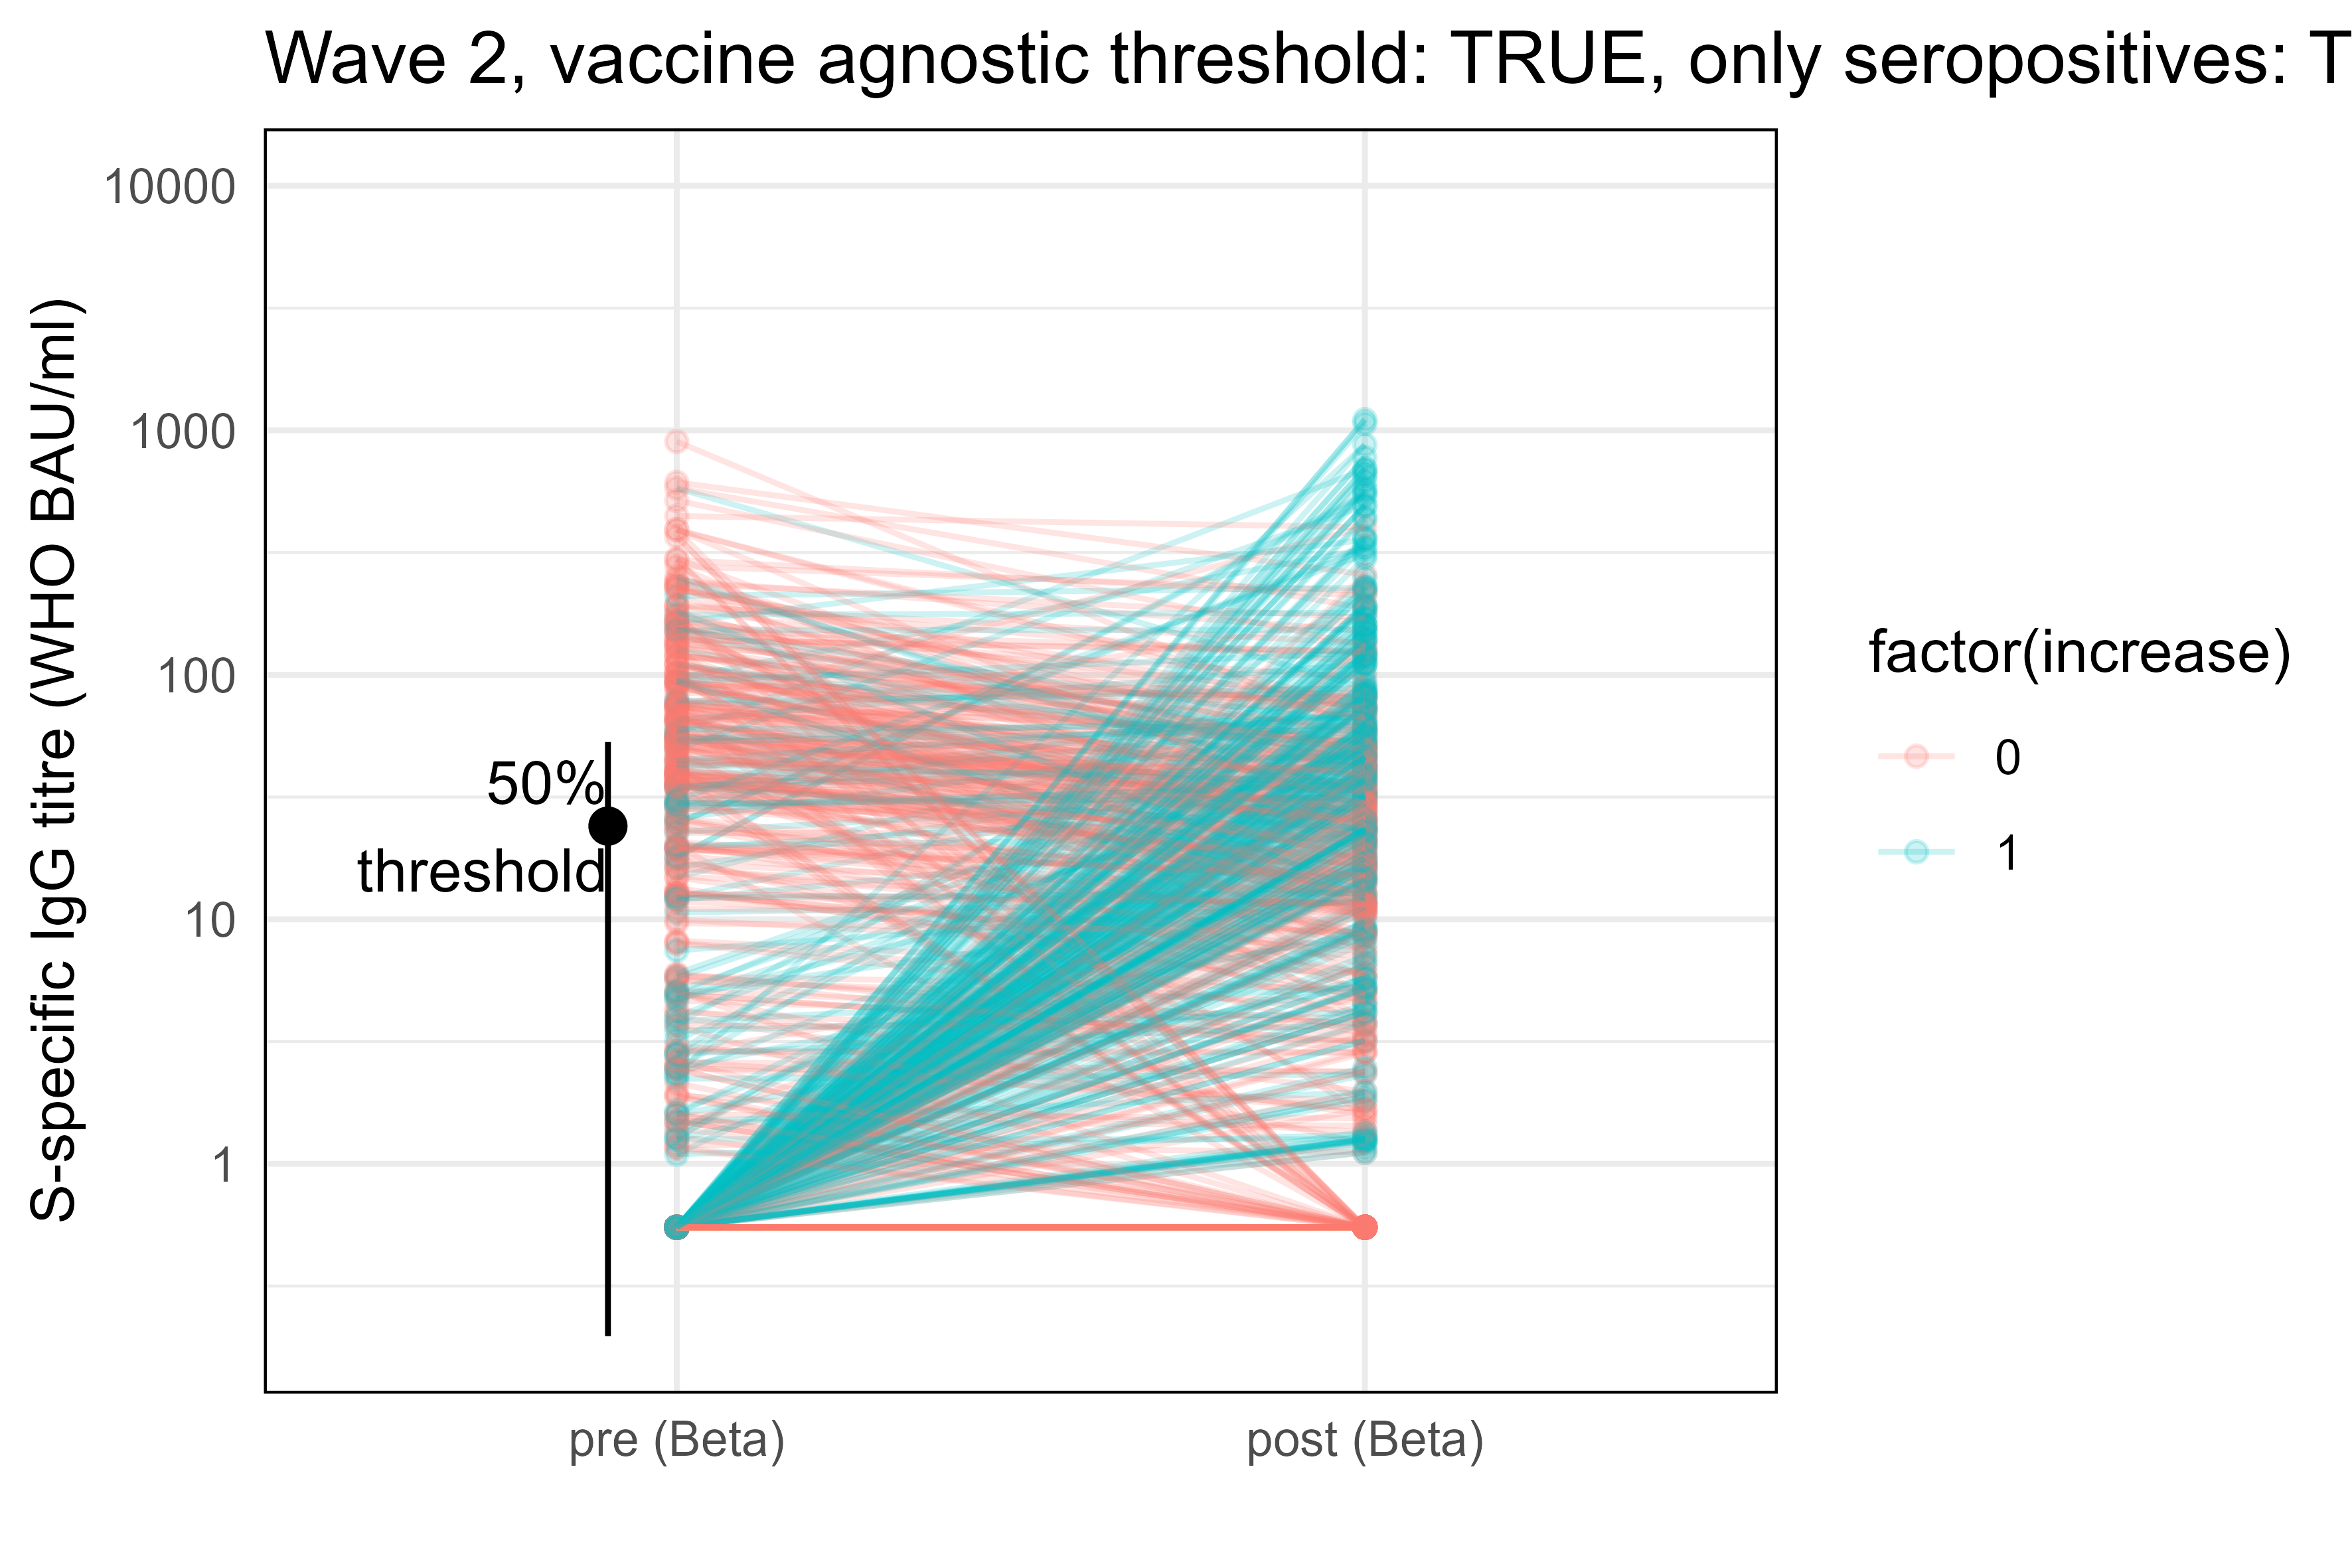 Wave 2, vaccine agnostic threshold: TRUE, only seropositives: T
S-specific IgG titre (WHO BAU/ml)
10000
1000
100
10
1
50%
threshold
pre (Beta)
post (Beta)
factor(increase)
0
1